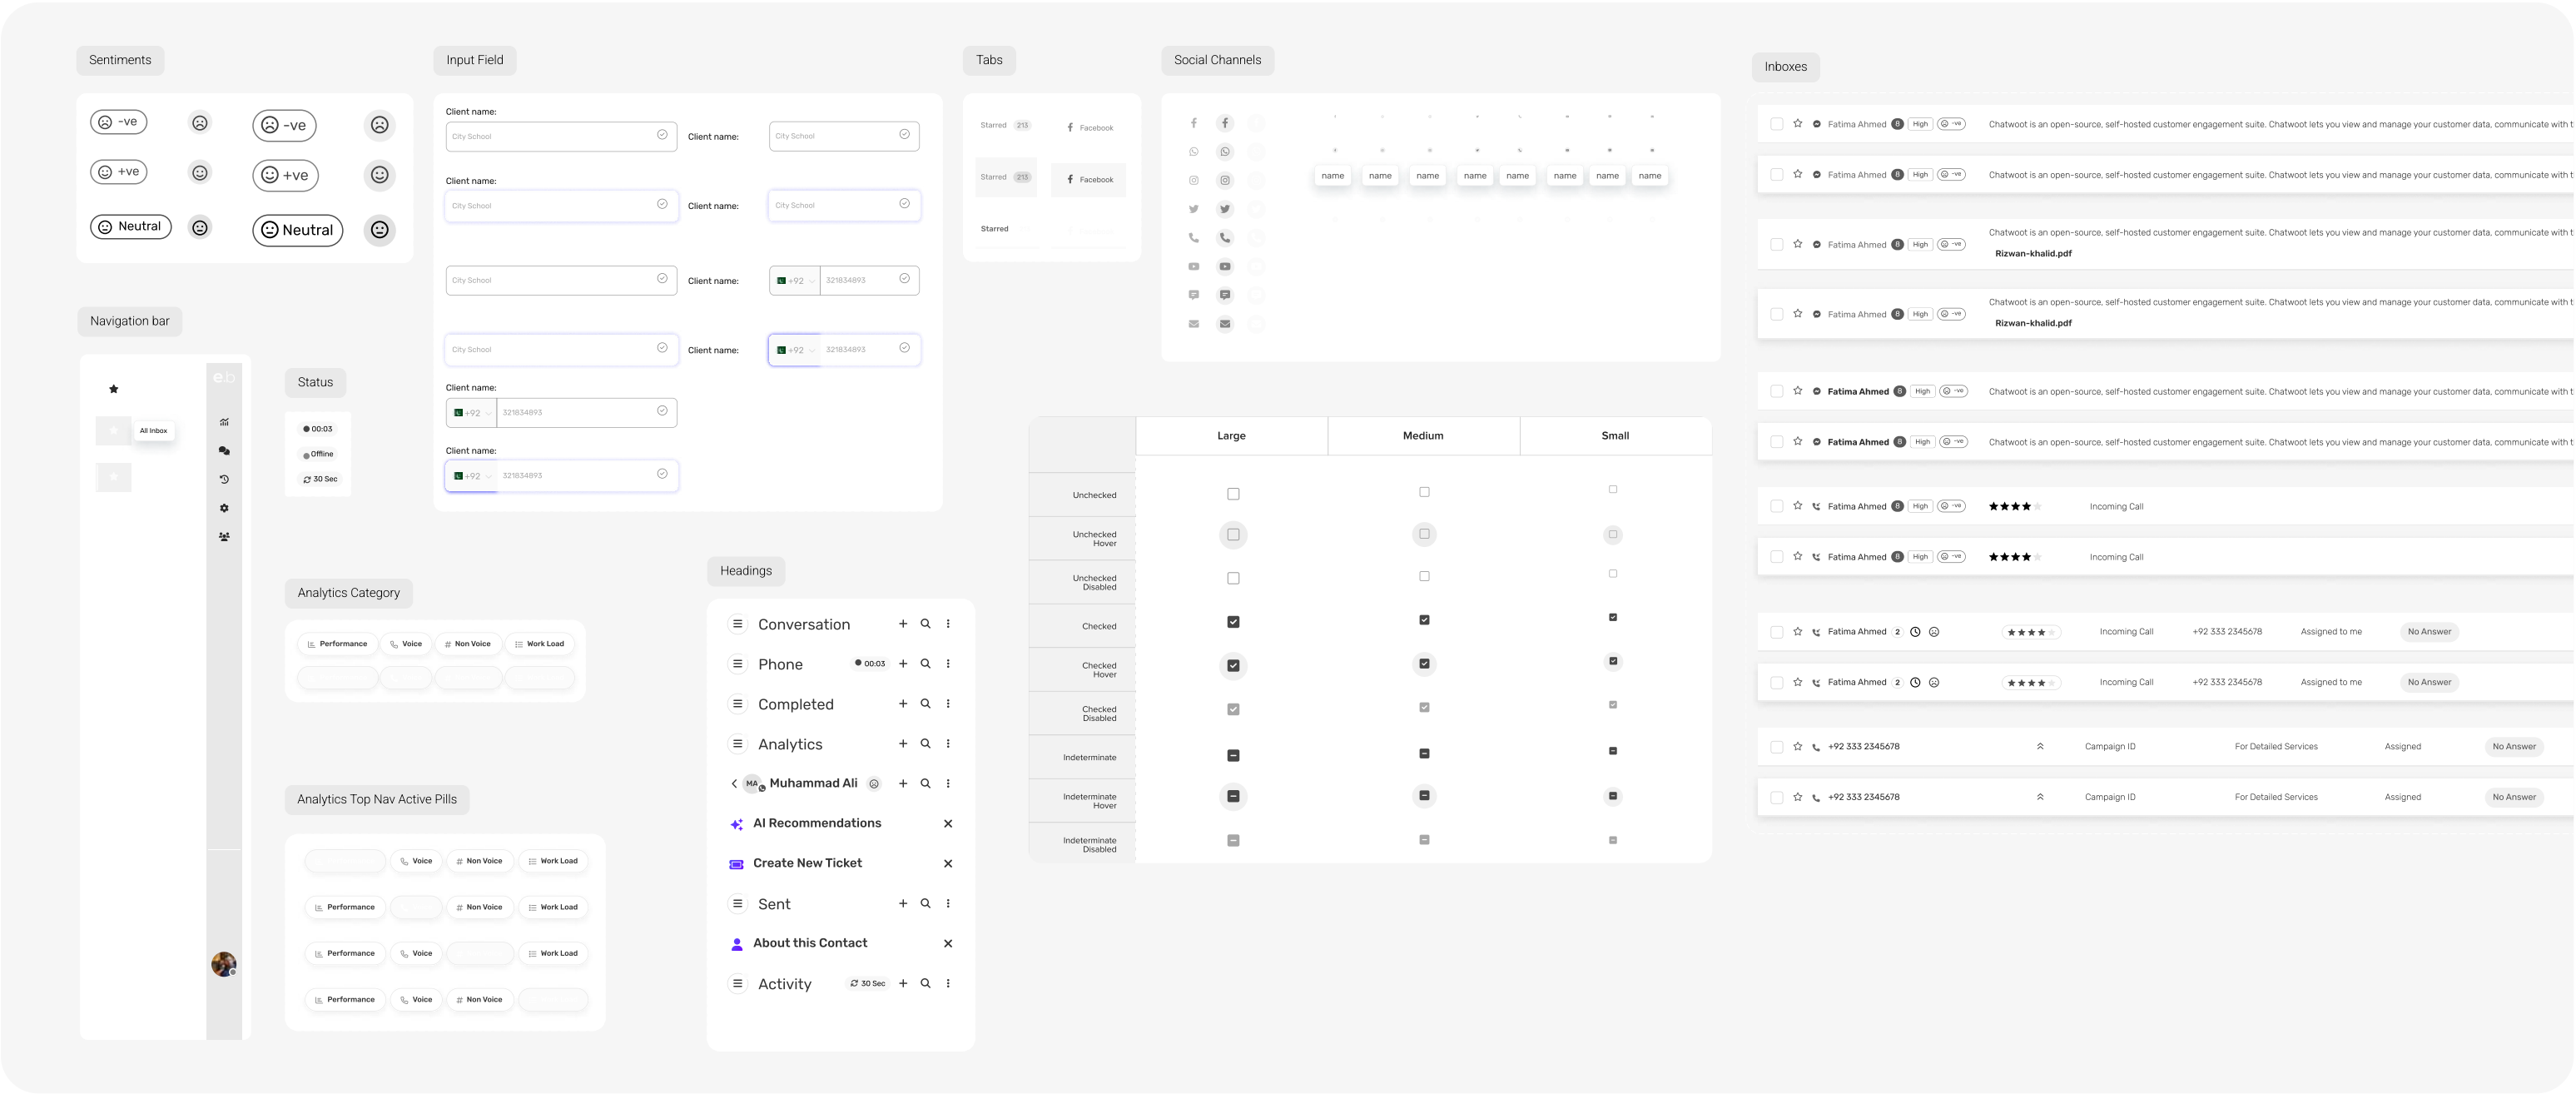 Sentiments
-ve
-ve
+ve
+ve
Neutral
Neutral
Input Field
Client name:
City School
Client name:
City School
Client name:
City School
Client name:
City School
City School
Client name:
+92
321834893
City School
Client name:
+92
321834893
Client name:
+92
321834893
Client name:
+92
321834893
Tabs
Starred 213
Facebook
Starred 213
Facebook
Starred
Social Channels
name name name name name name name name
Navigation bar
e.b
All Inbox
Status
00:03
Offline
30 Sec
Analytics Category
Performance Voice Non Voice Work Load
Analytics Top Nav Active Pills
Voice Non Voice Work Load
Performance Non Voice Work Load
Performance Voice Work Load
Performance Voice Non Voice
Headings
Conversation
Phone 00:03
Completed
Analytics
MA Muhammad Ali
AI Recommendations
Create New Ticket
Sent
About this Contact
Activity 30 Sec
Large Medium Small
Unchecked
Unchecked
Hover
Unchecked
Disabled
Checked
Checked
Hover
Checked
Disabled
Indeterminate
Indeterminate
Hover
Indeterminate
Disabled
Inboxes
Fatima Ahmed 8 High -ve Chatwoot is an open-source, self-hosted customer engagement suite. Chatwoot lets you view and manage your customer data, communicate with t
Fatima Ahmed 8 High -ve Chatwoot is an open-source, self-hosted customer engagement suite. Chatwoot lets you view and manage your customer data, communicate with t
Fatima Ahmed 8 High -ve Chatwoot is an open-source, self-hosted customer engagement suite. Chatwoot lets you view and manage your customer data, communicate with t
Rizwan-khalid.pdf
Fatima Ahmed 8 High -ve Chatwoot is an open-source, self-hosted customer engagement suite. Chatwoot lets you view and manage your customer data, communicate with t
Rizwan-khalid.pdf
Fatima Ahmed 8 High -ve Chatwoot is an open-source, self-hosted customer engagement suite. Chatwoot lets you view and manage your customer data, communicate with t
Fatima Ahmed 8 High -ve Chatwoot is an open-source, self-hosted customer engagement suite. Chatwoot lets you view and manage your customer data, communicate with t
Fatima Ahmed 8 High -ve Incoming Call
Fatima Ahmed 8 High -ve Incoming Call
Fatima Ahmed 2 Incoming Call +92 333 2345678 Assigned to me No Answer
Fatima Ahmed 2 Incoming Call +92 333 2345678 Assigned to me No Answer
+92 333 2345678 Campaign ID For Detailed Services Assigned No Answer
+92 333 2345678 Campaign ID For Detailed Services Assigned No Answer